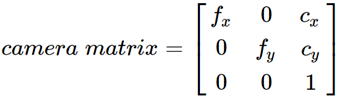 camera matrix = [ f_x 0 c_x
0 f_y c_y
0 0 1 ]